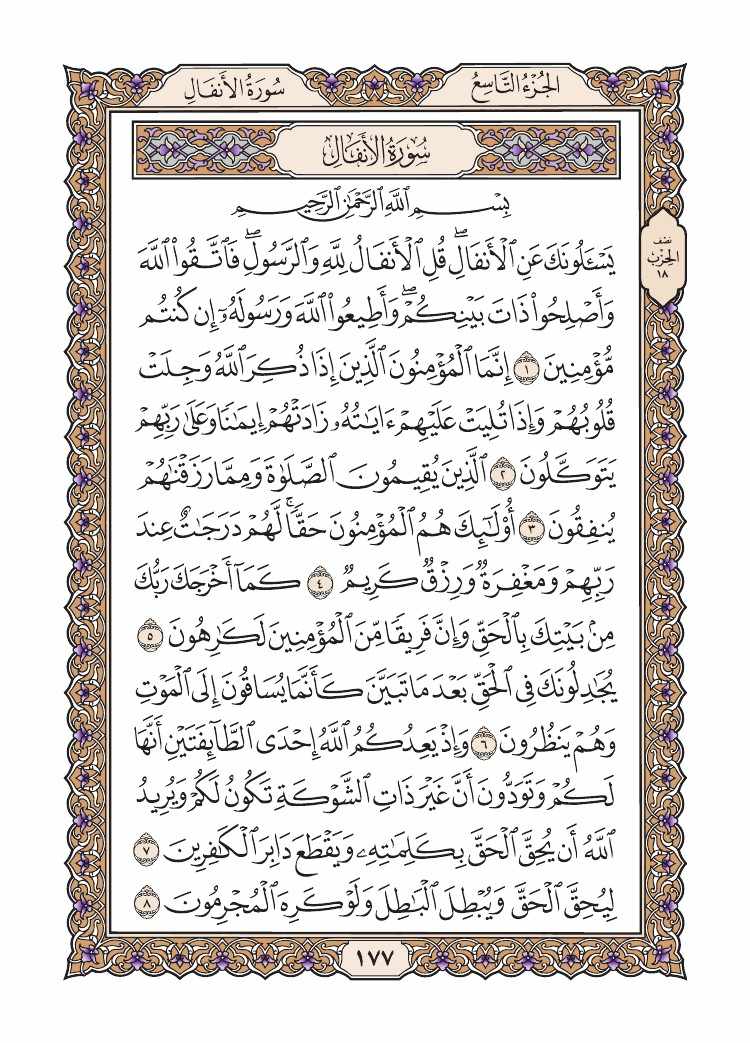 الجُزْءُ التَّاسِعُ
سُورَةُ الأَنفَالِ
سُورَةُ الأَنفَالِ
بِسْمِ ٱللَّهِ ٱلرَّحْمَٰنِ ٱلرَّحِيمِ
يَسْـَٔلُونَكَ عَنِ ٱلْأَنفَالِۖ قُلِ ٱلْأَنفَالُ لِلَّهِ وَٱلرَّسُولِۖ فَٱتَّقُوا۟ ٱللَّهَ
نصف
الحِزْب
١٨
وَأَصْلِحُوا۟ ذَاتَ بَيْنِكُمْۖ وَأَطِيعُوا۟ ٱللَّهَ وَرَسُولَهُۥٓ إِن كُنتُم
مُّؤْمِنِينَ ١ إِنَّمَا ٱلْمُؤْمِنُونَ ٱلَّذِينَ إِذَا ذُكِرَ ٱللَّهُ وَجِلَتْ
قُلُوبُهُمْ وَإِذَا تُلِيَتْ عَلَيْهِمْ ءَايَٰتُهُۥ زَادَتْهُمْ إِيمَٰنًا وَعَلَىٰ رَبِّهِمْ
يَتَوَكَّلُونَ ٢ ٱلَّذِينَ يُقِيمُونَ ٱلصَّلَوٰةَ وَمِمَّا رَزَقْنَٰهُمْ
يُنفِقُونَ ٣ أُو۟لَٰٓئِكَ هُمُ ٱلْمُؤْمِنُونَ حَقًّاۚ لَّهُمْ دَرَجَٰتٌ عِندَ
رَبِّهِمْ وَمَغْفِرَةٌ وَرِزْقٌ كَرِيمٌ ٤ كَمَآ أَخْرَجَكَ رَبُّكَ
مِنۢ بَيْتِكَ بِٱلْحَقِّ وَإِنَّ فَرِيقًا مِّنَ ٱلْمُؤْمِنِينَ لَكَٰرِهُونَ ٥
يُجَٰدِلُونَكَ فِى ٱلْحَقِّ بَعْدَ مَا تَبَيَّنَ كَأَنَّمَا يُسَاقُونَ إِلَى ٱلْمَوْتِ
وَهُمْ يَنظُرُونَ ٦ وَإِذْ يَعِدُكُمُ ٱللَّهُ إِحْدَى ٱلطَّآئِفَتَيْنِ أَنَّهَا
لَكُمْ وَتَوَدُّونَ أَنَّ غَيْرَ ذَاتِ ٱلشَّوْكَةِ تَكُونُ لَكُمْ وَيُرِيدُ
ٱللَّهُ أَن يُحِقَّ ٱلْحَقَّ بِكَلِمَٰتِهِۦ وَيَقْطَعَ دَابِرَ ٱلْكَٰفِرِينَ ٧
لِيُحِقَّ ٱلْحَقَّ وَيُبْطِلَ ٱلْبَٰطِلَ وَلَوْ كَرِهَ ٱلْمُجْرِمُونَ ٨
١٧٧